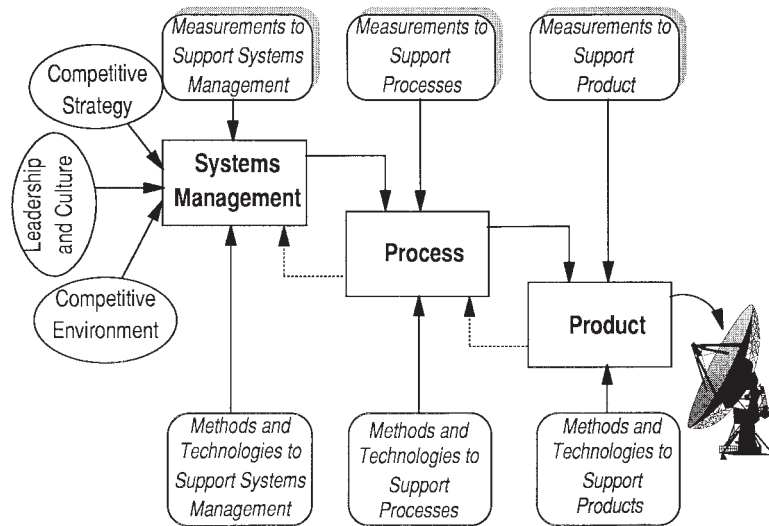 Measurements to
Support Systems
Management
Measurements to
Support
Processes
Measurements to
Support
Product
Competitive
Strategy
Leadership
and Culture
Competitive
Environment
Systems
Management
Process
Product
Methods and
Technologies to
Support Systems
Management
Methods and
Technologies to
Support
Processes
Methods and
Technologies to
Support
Products